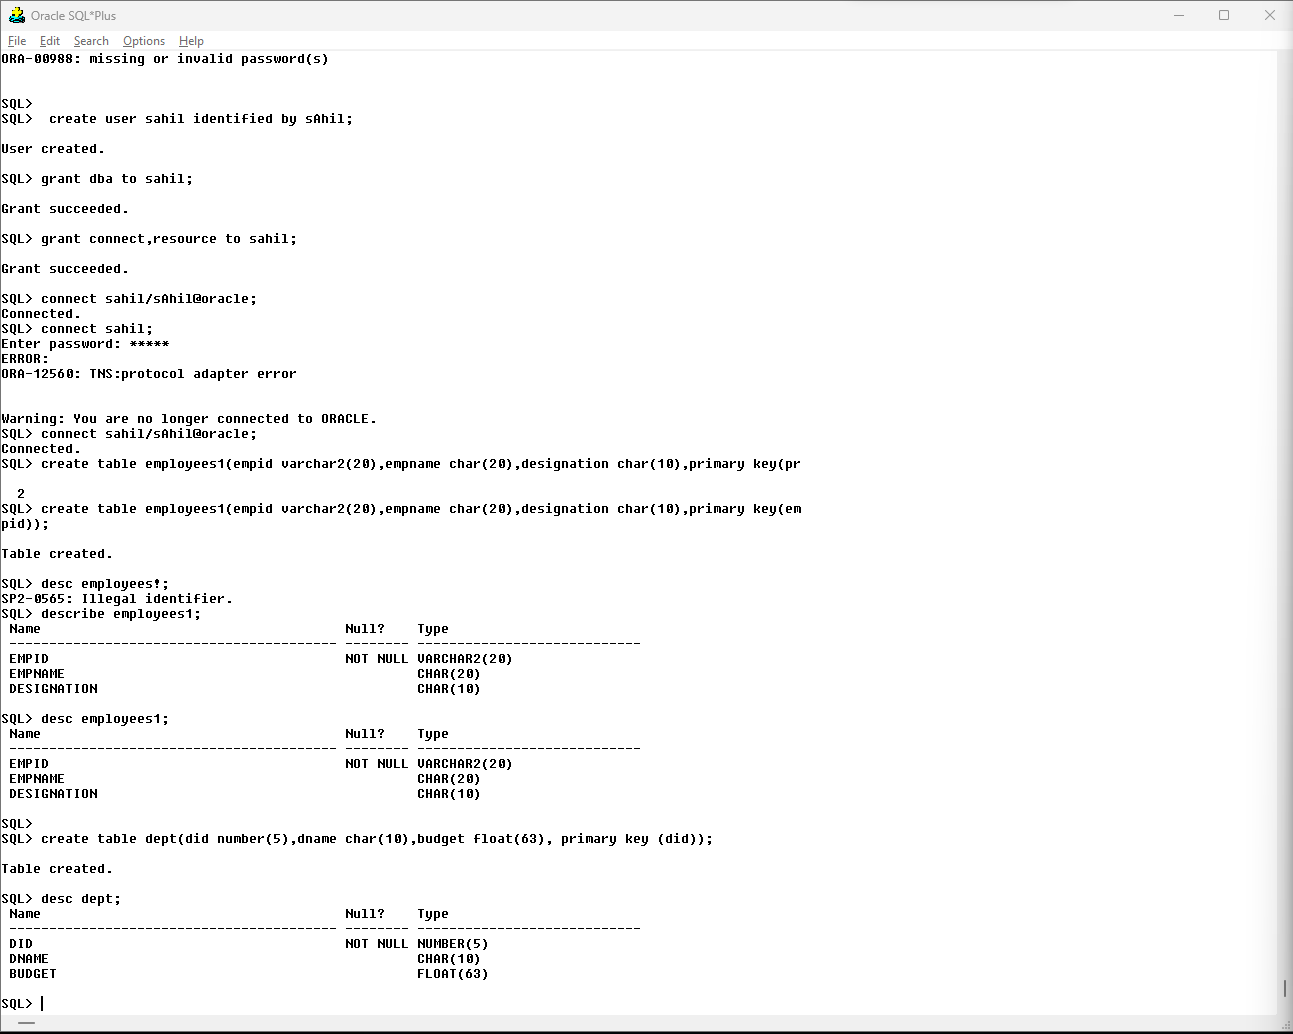 Oracle SQL*Plus
File Edit Search Options Help
ORA-00988: missing or invalid password(s)
SQL>
SQL>  create user sahil identified by sAhil;
User created.
SQL> grant dba to sahil;
Grant succeeded.
SQL> grant connect,resource to sahil;
Grant succeeded.
SQL> connect sahil/sAhil@oracle;
Connected.
SQL> connect sahil;
Enter password: *****
ERROR:
ORA-12560: TNS:protocol adapter error
Warning: You are no longer connected to ORACLE.
SQL> connect sahil/sAhil@oracle;
Connected.
SQL> create table employees1(empid varchar2(20),empname char(20),designation char(10),primary key(pr
2
SQL> create table employees1(empid varchar2(20),empname char(20),designation char(10),primary key(em
pid));
Table created.
SQL> desc employees!;
SP2-0565: Illegal identifier.
SQL> describe employees1;
Name Null? Type
----------------------------------------- -------- ----------------------------
EMPID NOT NULL VARCHAR2(20)
EMPNAME CHAR(20)
DESIGNATION CHAR(10)
SQL> desc employees1;
Name Null? Type
----------------------------------------- -------- ----------------------------
EMPID NOT NULL VARCHAR2(20)
EMPNAME CHAR(20)
DESIGNATION CHAR(10)
SQL>
SQL> create table dept(did number(5),dname char(10),budget float(63), primary key (did));
Table created.
SQL> desc dept;
Name Null? Type
----------------------------------------- -------- ----------------------------
DID NOT NULL NUMBER(5)
DNAME CHAR(10)
BUDGET FLOAT(63)
SQL>